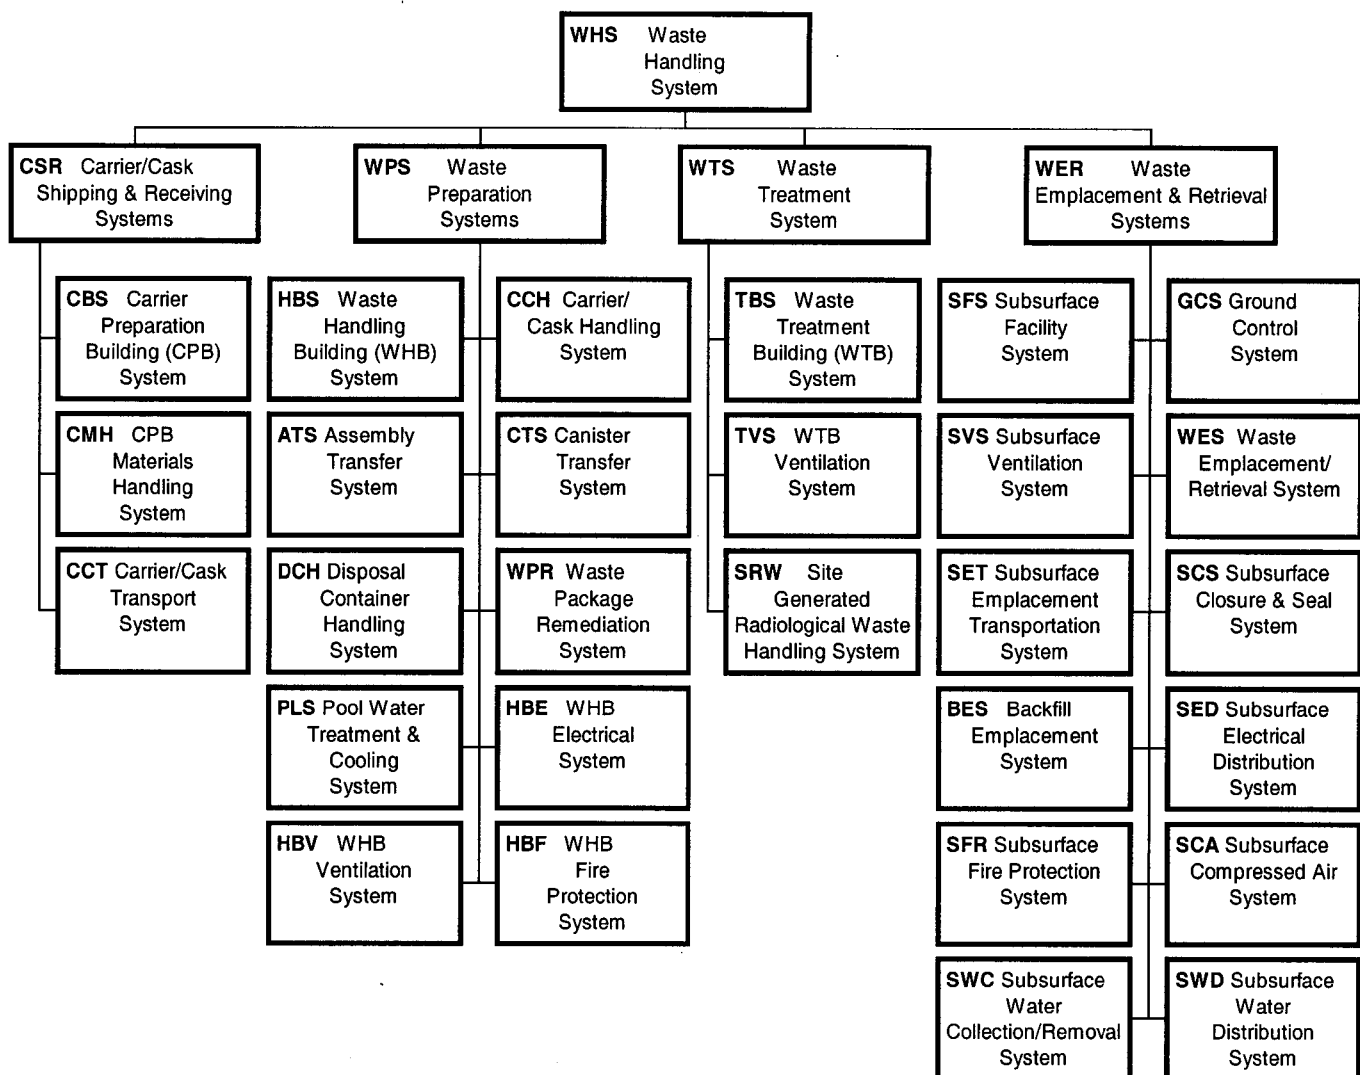 WHS Waste
Handling
System
CSR Carrier/Cask
Shipping & Receiving
Systems
WPS Waste
Preparation
Systems
WTS Waste
Treatment
System
WER Waste
Emplacement & Retrieval
Systems
CBS Carrier
Preparation
Building (CPB)
System
CMH CPB
Materials
Handling
System
CCT Carrier/Cask
Transport
System
HBS Waste
Handling
Building (WHB)
System
CCH Carrier/
Cask Handling
System
ATS Assembly
Transfer
System
CTS Canister
Transfer
System
DCH Disposal
Container
Handling
System
WPR Waste
Package
Remediation
System
PLS Pool Water
Treatment &
Cooling
System
HBE WHB
Electrical
System
HBV WHB
Ventilation
System
HBF WHB
Fire
Protection
System
TBS Waste
Treatment
Building (WTB)
System
TVS WTB
Ventilation
System
SRW Site
Generated
Radiological Waste
Handling System
SFS Subsurface
Facility
System
GCS Ground
Control
System
SVS Subsurface
Ventilation
System
WES Waste
Emplacement/
Retrieval System
SET Subsurface
Emplacement
Transportation
System
SCS Subsurface
Closure & Seal
System
BES Backfill
Emplacement
System
SED Subsurface
Electrical
Distribution
System
SFR Subsurface
Fire Protection
System
SCA Subsurface
Compressed Air
System
SWC Subsurface
Water
Collection/Removal
System
SWD Subsurface
Water
Distribution
System